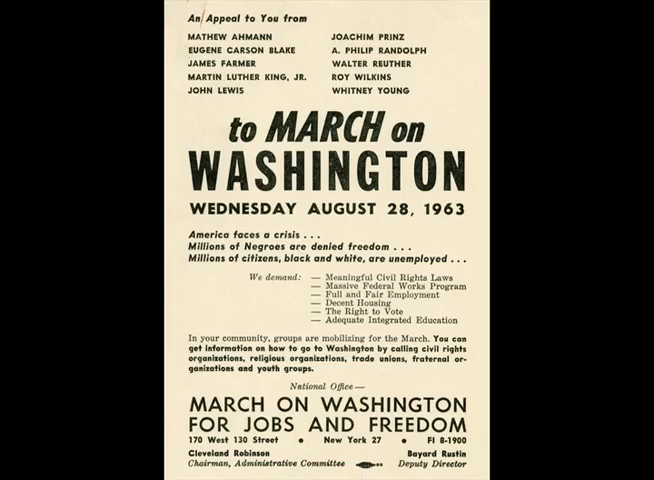 An Appeal to You from
MATHEW AHMANN JOACHIM PRINZ
EUGENE CARSON BLAKE A. PHILIP RANDOLPH
JAMES FARMER WALTER REUTHER
MARTIN LUTHER KING, JR. ROY WILKINS
JOHN LEWIS WHITNEY YOUNG
to MARCH on
WASHINGTON
WEDNESDAY AUGUST 28, 1963
America faces a crisis . . .
Millions of Negroes are denied freedom . . .
Millions of citizens, black and white, are unemployed . . .
We demand: — Meaningful Civil Rights Laws
— Massive Federal Works Program
— Full and Fair Employment
— Decent Housing
— The Right to Vote
— Adequate Integrated Education
In your community, groups are mobilizing for the March. You can
get information on how to go to Washington by calling civil rights
organizations, religious organizations, trade unions, fraternal or-
ganizations and youth groups.
National Office —
MARCH ON WASHINGTON
FOR JOBS AND FREEDOM
170 West 130 Street • New York 27 • FI 8-1900
Cleveland Robinson Bayard Rustin
Chairman, Administrative Committee Deputy Director